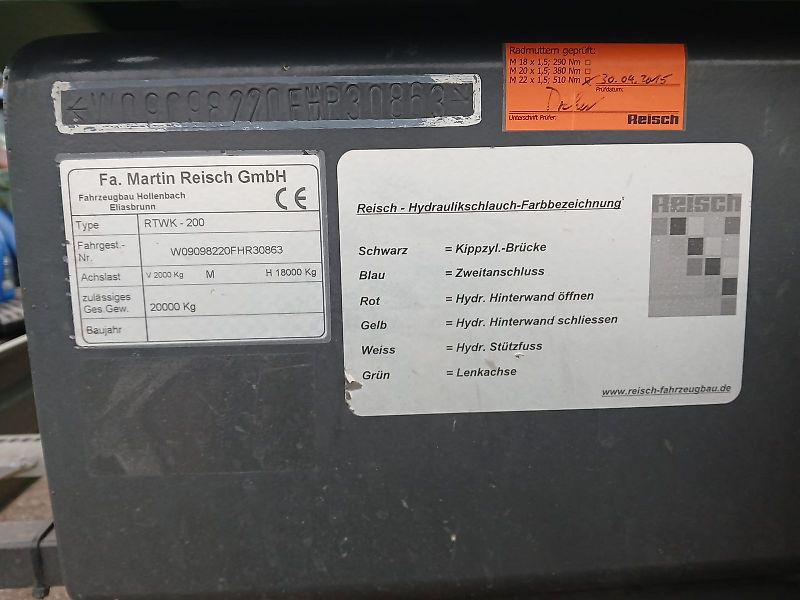 W09098220FHR30863
Radmuttern geprüft:
M 18 x 1,5; 290 Nm □
M 20 x 1,5; 380 Nm □
M 22 x 1,5; 510 Nm
30.04.2015
Prüfdatum:
Unterschrift Prüfer:
Reisch
Fa. Martin Reisch GmbH
Fahrzeugbau Hollenbach
Eliasbrunn
CE
Type RTWK - 200
Fahrgest.-
Nr. W09098220FHR30863
Achslast V 2000 Kg M H 18000 Kg
zulässiges
Ges.Gew. 20000 Kg
Baujahr
Reisch - Hydraulikschlauch-Farbbezeichnung
Reisch
Schwarz = Kippzyl.-Brücke
Blau = Zweitanschluss
Rot = Hydr. Hinterwand öffnen
Gelb = Hydr. Hinterwand schliessen
Weiss = Hydr. Stützfuss
Grün = Lenkachse
www.reisch-fahrzeugbau.de